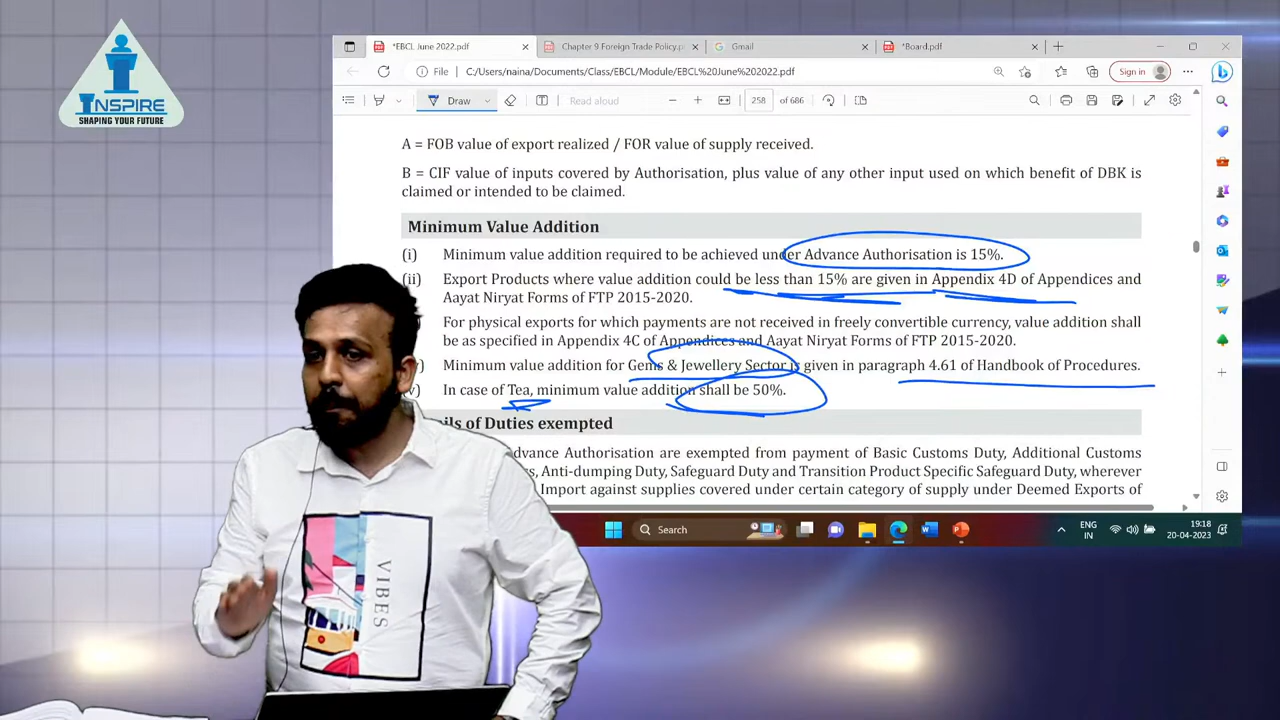 INSPIRE
SHAPING YOUR FUTURE
*EBCL June 2022.pdf
Chapter 9 Foreign Trade Policy.p
Gmail
*Board.pdf
File
C:/Users/naina/Documents/Class/EBCL/Module/EBCL%20June%202022.pdf
Sign in
Draw
Read aloud
258
of 686
A = FOB value of export realized / FOR value of supply received.
B = CIF value of inputs covered by Authorisation, plus value of any other input used on which benefit of DBK is
claimed or intended to be claimed.
Minimum Value Addition
(i) Minimum value addition required to be achieved under Advance Authorisation is 15%.
(ii) Export Products where value addition could be less than 15% are given in Appendix 4D of Appendices and
Aayat Niryat Forms of FTP 2015-2020.
For physical exports for which payments are not received in freely convertible currency, value addition shall
be as specified in Appendix 4C of Appendices and Aayat Niryat Forms of FTP 2015-2020.
Minimum value addition for Gems & Jewellery Sector is given in paragraph 4.61 of Handbook of Procedures.
v) In case of Tea, minimum value addition shall be 50%.
ils of Duties exempted
dvance Authorisation are exempted from payment of Basic Customs Duty, Additional Customs
Anti-dumping Duty, Safeguard Duty and Transition Product Specific Safeguard Duty, wherever
Import against supplies covered under certain category of supply under Deemed Exports of
Search
ENG
IN
19:18
20-04-2023
VIBES